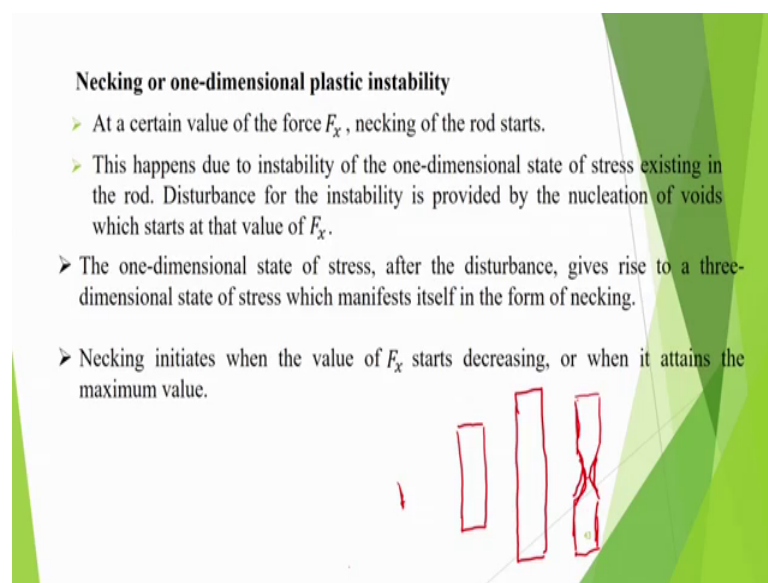 Necking or one-dimensional plastic instability
➢ At a certain value of the force Fₓ , necking of the rod starts.
➢ This happens due to instability of the one-dimensional state of stress existing in
the rod. Disturbance for the instability is provided by the nucleation of voids
which starts at that value of Fₓ.
➢ The one-dimensional state of stress, after the disturbance, gives rise to a three-
dimensional state of stress which manifests itself in the form of necking.
➢ Necking initiates when the value of Fₓ starts decreasing, or when it attains the
maximum value.